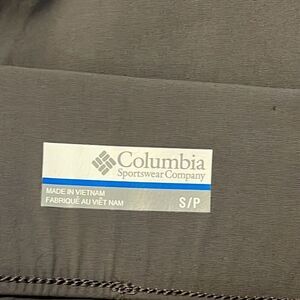 Columbia
Sportswear Company
MADE IN VIETNAM
FABRIQUÉ AU VIÊT NAM
S/P